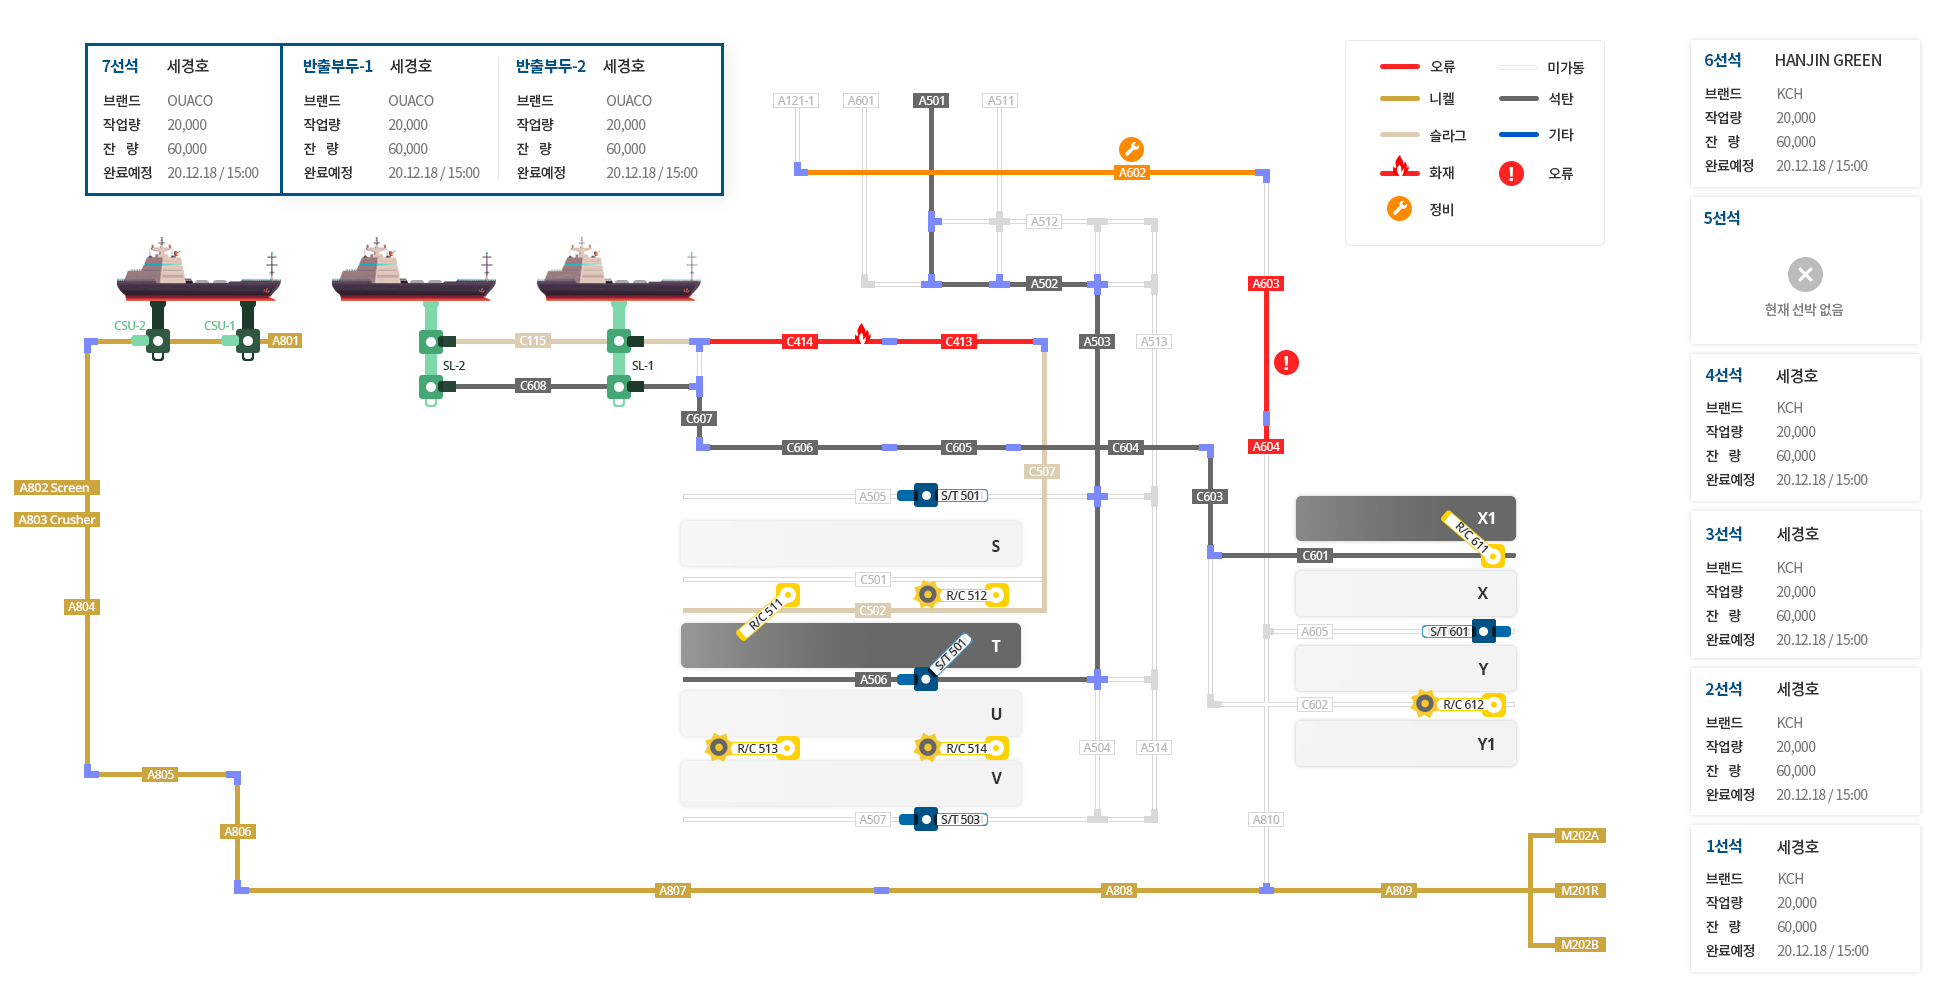 7선석 세경호
브랜드 OUACO
작업량 20,000
잔 량 60,000
완료예정 20.12.18 / 15:00
반출부두-1 세경호
브랜드 OUACO
작업량 20,000
잔 량 60,000
완료예정 20.12.18 / 15:00
반출부두-2 세경호
브랜드 OUACO
작업량 20,000
잔 량 60,000
완료예정 20.12.18 / 15:00
A121-1
A601
A501
A511
A602
A512
A502
A603
오류
미가동
니켈
석탄
슬라그
기타
화재
오류
정비
CSU-2
CSU-1
A801
C115
C414
C413
A503
A513
SL-2
SL-1
C608
C607
C606
C605
C604
A604
C507
A802 Screen
A803 Crusher
A505
S/T 501
C603
S
X1
R/C 611
C601
C501
R/C 511
R/C 512
C502
X
A804
T
S/T 501
A605
S/T 601
A506
Y
U
C602
R/C 612
R/C 513
R/C 514
A504
A514
Y1
V
A805
A507
S/T 503
A810
A806
A807
A808
A809
M202A
M201R
M202B
6선석 HANJIN GREEN
브랜드 KCH
작업량 20,000
잔 량 60,000
완료예정 20.12.18 / 15:00
5선석
현재 선박 없음
4선석 세경호
브랜드 KCH
작업량 20,000
잔 량 60,000
완료예정 20.12.18 / 15:00
3선석 세경호
브랜드 KCH
작업량 20,000
잔 량 60,000
완료예정 20.12.18 / 15:00
2선석 세경호
브랜드 KCH
작업량 20,000
잔 량 60,000
완료예정 20.12.18 / 15:00
1선석 세경호
브랜드 KCH
작업량 20,000
잔 량 60,000
완료예정 20.12.18 / 15:00